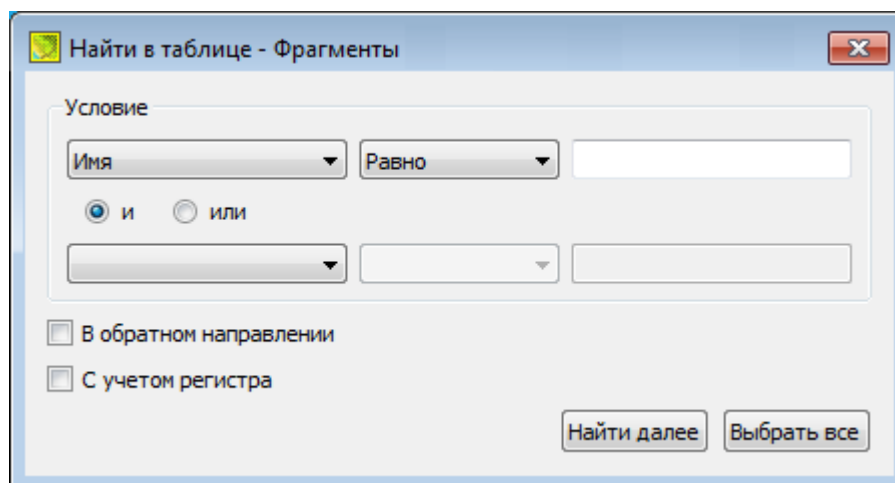 Найти в таблице - Фрагменты
Условие
Имя Равно
и или
В обратном направлении
С учетом регистра
Найти далее Выбрать все